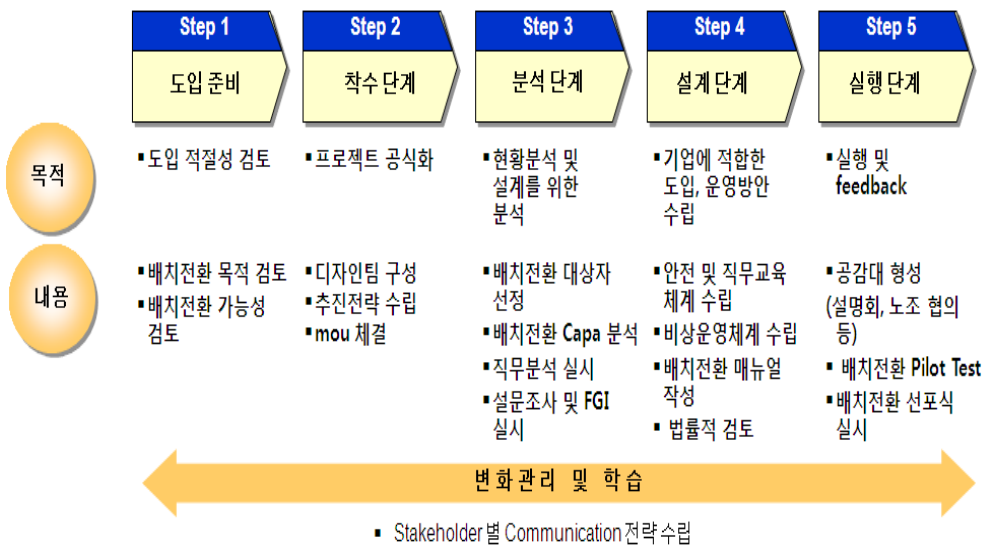 Step 1
Step 2
Step 3
Step 4
Step 5
도입 준비
착수 단계
분석 단계
설계 단계
실행 단계
목적
▪도입 적절성 검토
▪프로젝트 공식화
▪현황분석 및
설계를 위한
분석
▪기업에 적합한
도입, 운영방안
수립
▪실행 및
feedback
내용
▪배치전환 목적 검토
▪배치전환 가능성
검토
▪디자인팀 구성
▪추진전략 수립
▪mou 체결
▪배치전환 대상자
선정
▪배치전환 Capa 분석
▪직무분석 실시
▪설문조사 및 FGI
실시
▪안전 및 직무교육
체계 수립
▪비상운영체계 수립
▪배치전환 매뉴얼
작성
▪ 법률적 검토
▪공감대 형성
(설명회, 노조 협의
등)
▪ 배치전환 Pilot Test
▪배치전환 선포식
실시
변화관리 및 학습
▪ Stakeholder 별 Communication 전략 수립